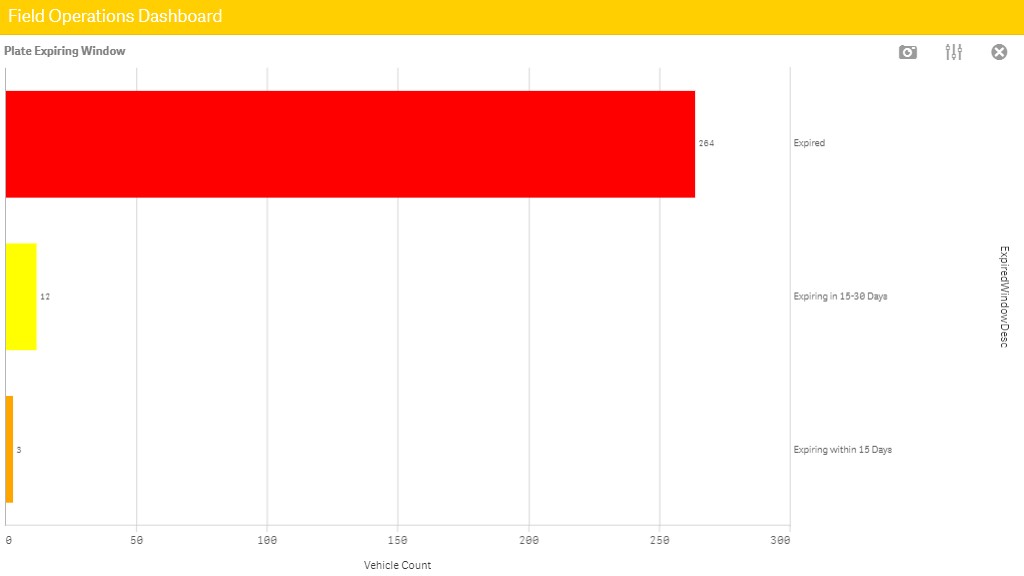 Field Operations Dashboard
Plate Expiring Window
264
Expired
12
Expiring in 15-30 Days
3
Expiring within 15 Days
ExpiredWindowDesc
0 50 100 150 200 250 300
Vehicle Count